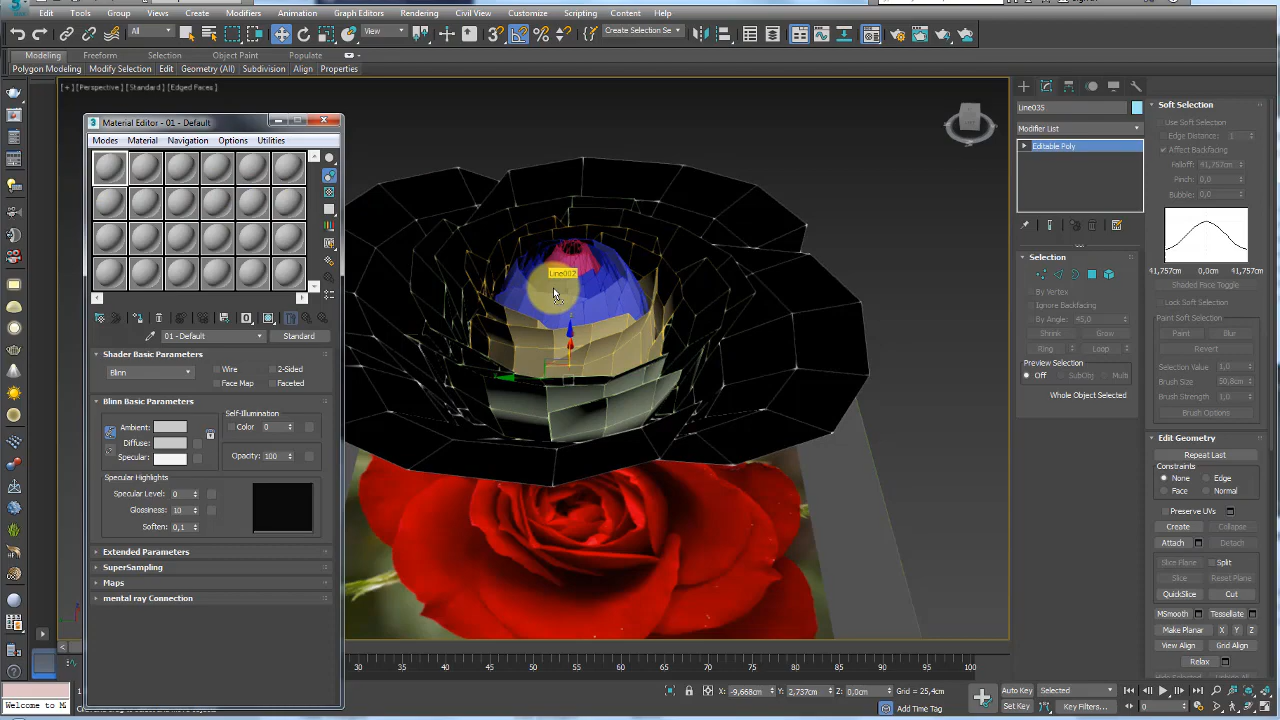 Edit Tools Group Views Create Modifiers Animation Graph Editors Rendering Civil View Customize Scripting Content Help
All View Create Selection Se
Modeling Freeform Selection Object Paint Populate
Polygon Modeling Modify Selection Edit Geometry (All) Subdivision Align Properties
[+] [Perspective] [Standard] [Edged Faces]
3 Material Editor - 01 - Default
Modes Material Navigation Options Utilities
01 - Default Standard
Shader Basic Parameters
Blinn Wire 2-Sided
Face Map Faceted
Blinn Basic Parameters
Self-Illumination
Ambient: Color 0
Diffuse:
Specular: Opacity: 100
Specular Highlights
Specular Level: 0
Glossiness: 10
Soften: 0,1
Extended Parameters
SuperSampling
Maps
mental ray Connection
Line002
Line035
Modifier List
Editable Poly
Selection
By Vertex
Ignore Backfacing
By Angle: 45,0
Shrink Grow
Ring Loop
Preview Selection
Off SubObj Multi
Whole Object Selected
Soft Selection
Use Soft Selection
Edge Distance: 1
Affect Backfacing
Falloff: 41,757cm
Pinch: 0,0
Bubble: 0,0
41,757cm 0,0cm 41,757cm
Shaded Face Toggle
Lock Soft Selection
Paint Soft Selection
Paint Blur
Revert
Selection Value 1,0
Brush Size 50,8cm
Brush Strength 1,0
Brush Options
Edit Geometry
Repeat Last
Constraints
None Edge
Face Normal
Preserve UVs
Create Collapse
Attach Detach
Slice Plane Split
Slice Reset Plane
QuickSlice Cut
MSmooth Tessellate
Make Planar X Y Z
View Align Grid Align
Relax
30 35 40 45 50 55 60 65 70 75 80 85 90 95 100
X: -9,668cm Y: 2,737cm Z: 0,0cm Grid = 25,4cm
Auto Key Selected
Welcome to M
Add Time Tag
Set Key Key Filters... 0